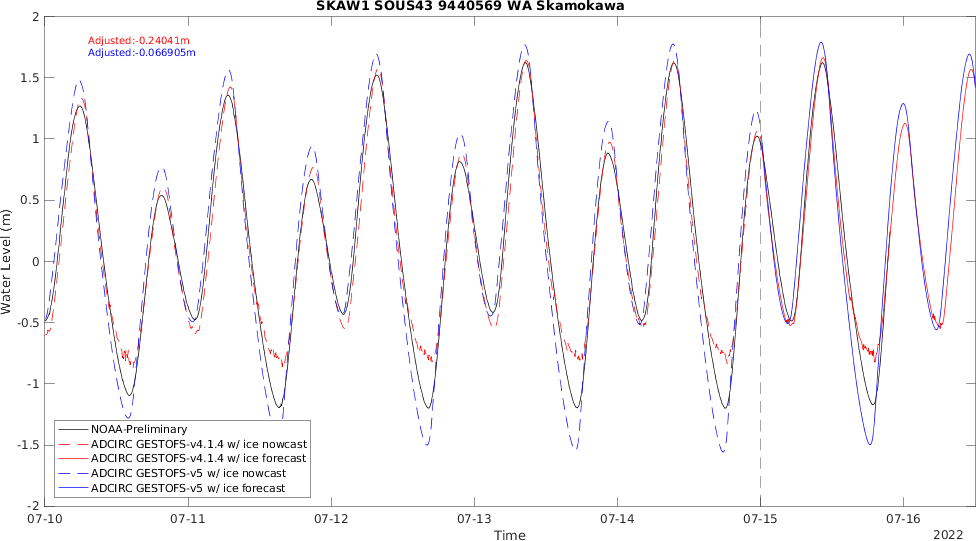 SKAW1 SOUS43 9440569 WA Skamokawa
Adjusted:-0.24041m
Adjusted:-0.066905m
2
1.5
1
0.5
0
-0.5
-1
-1.5
-2
Water Level (m)
NOAA-Preliminary
ADCIRC GESTOFS-v4.1.4 w/ ice nowcast
ADCIRC GESTOFS-v4.1.4 w/ ice forecast
ADCIRC GESTOFS-v5 w/ ice nowcast
ADCIRC GESTOFS-v5 w/ ice forecast
07-10 07-11 07-12 07-13 07-14 07-15 07-16
Time
2022